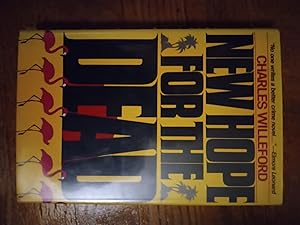 "No one writes a better crime novel..." —Elmore Leonard
CHARLES WILLEFORD
NEW HOPE
FOR THE
DEAD